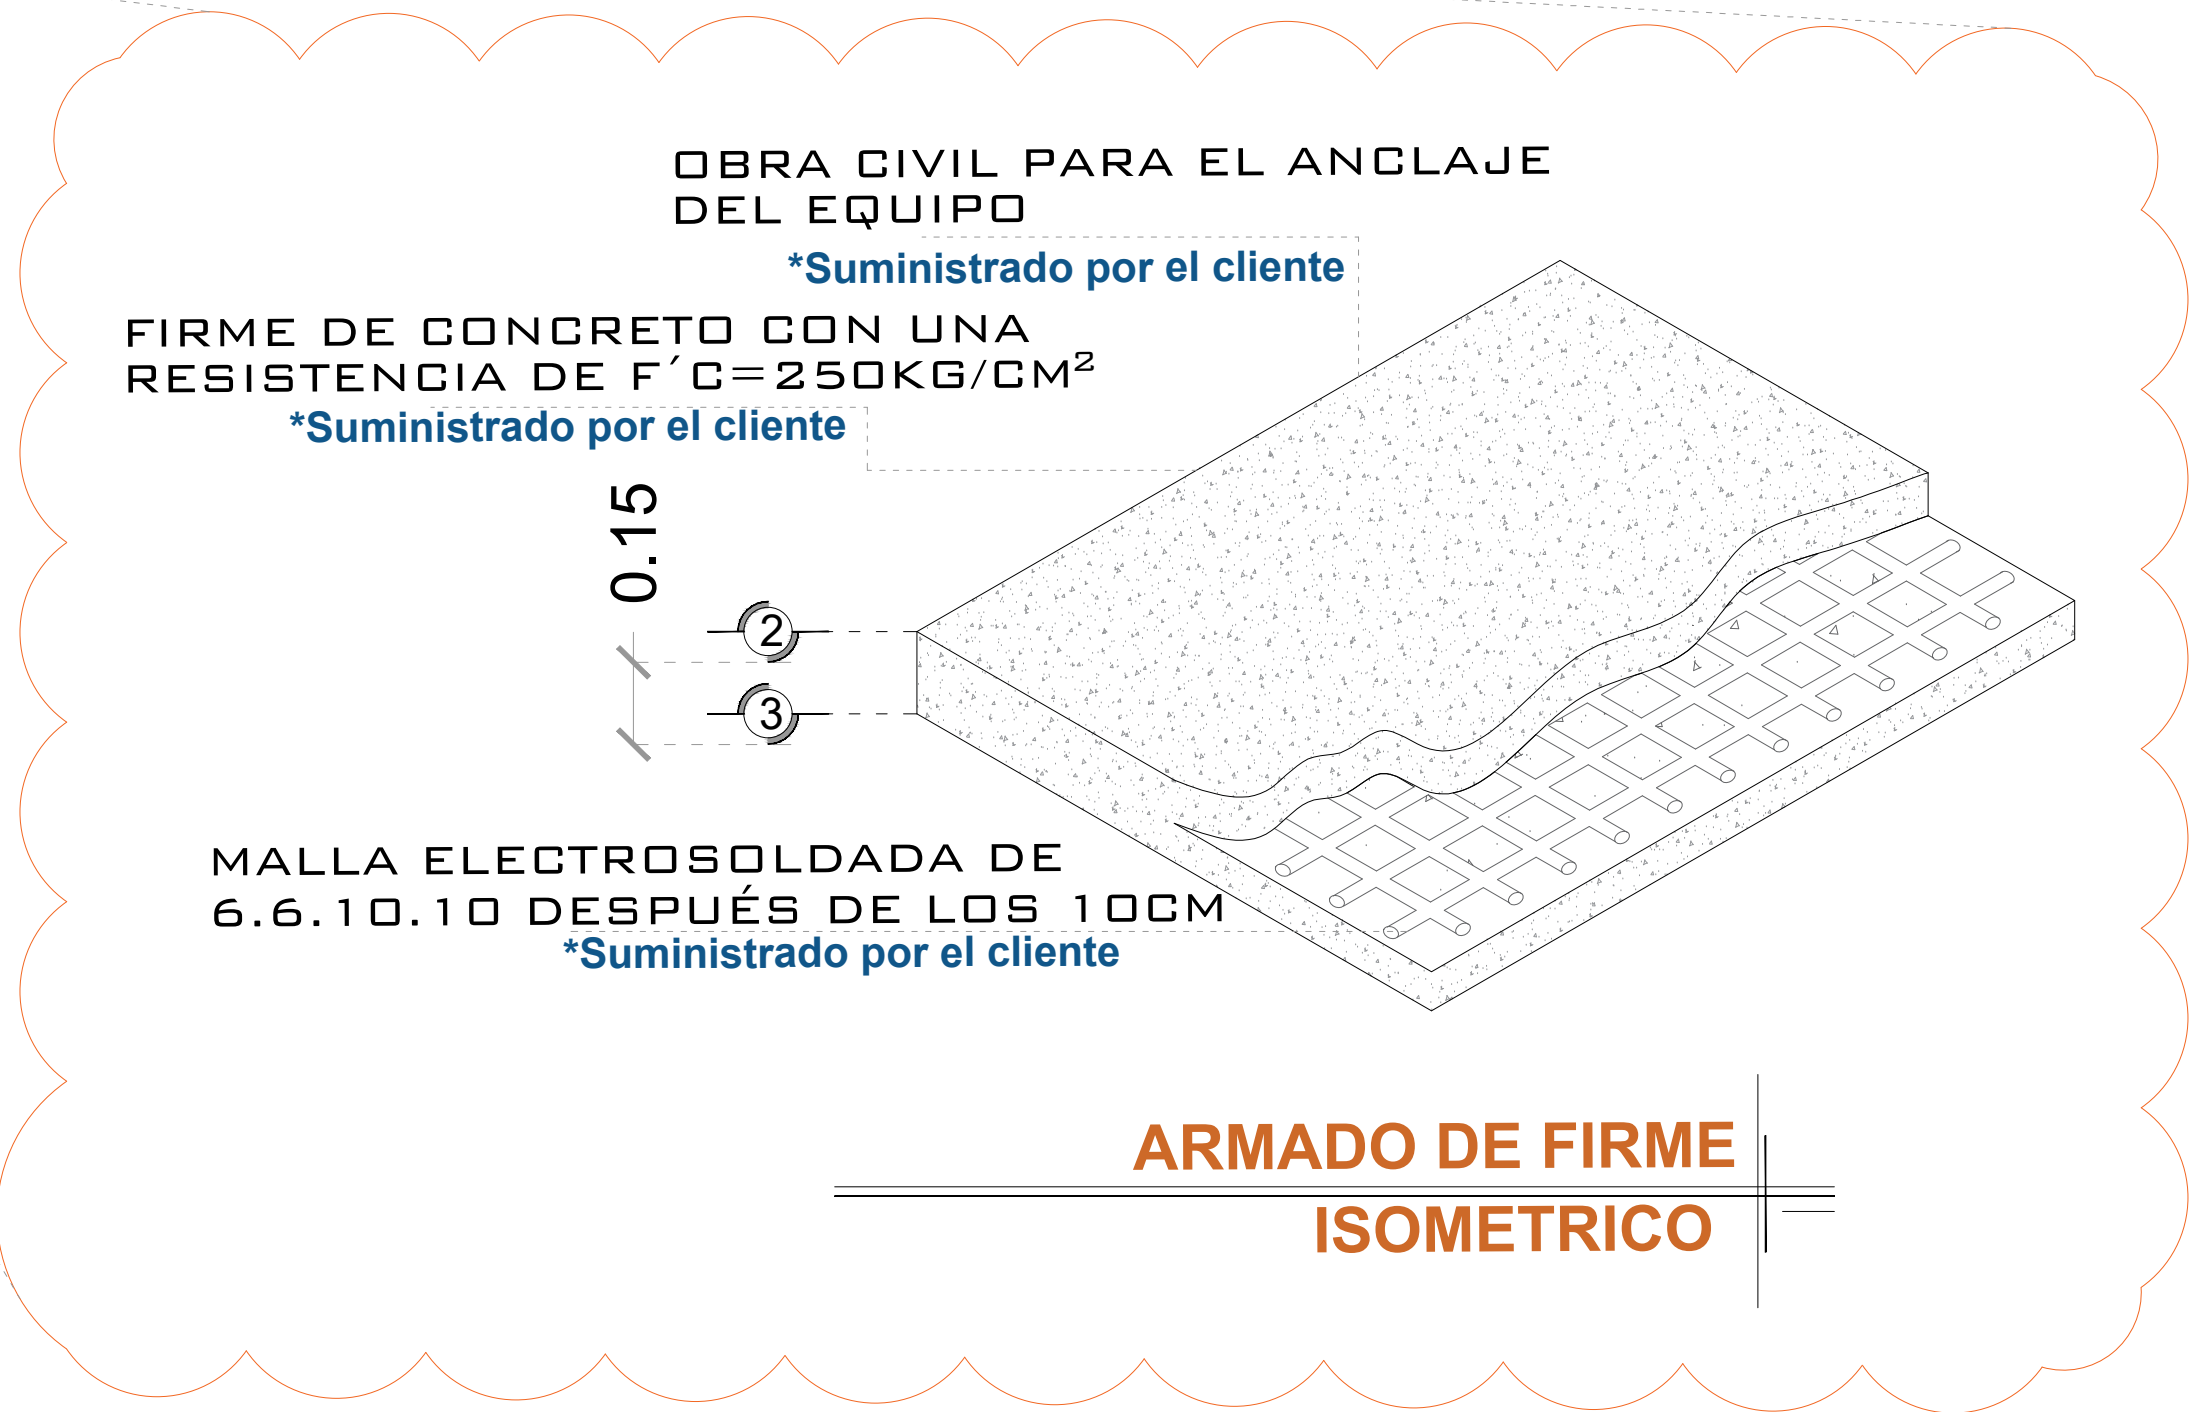 OBRA CIVIL PARA EL ANCLAJE
DEL EQUIPO
*Suministrado por el cliente
FIRME DE CONCRETO CON UNA
RESISTENCIA DE F´C=250KG/CM²
*Suministrado por el cliente
0.15
2
3
MALLA ELECTROSOLDADA DE
6.6.10.10 DESPUÉS DE LOS 10CM
*Suministrado por el cliente
ARMADO DE FIRME
ISOMETRICO